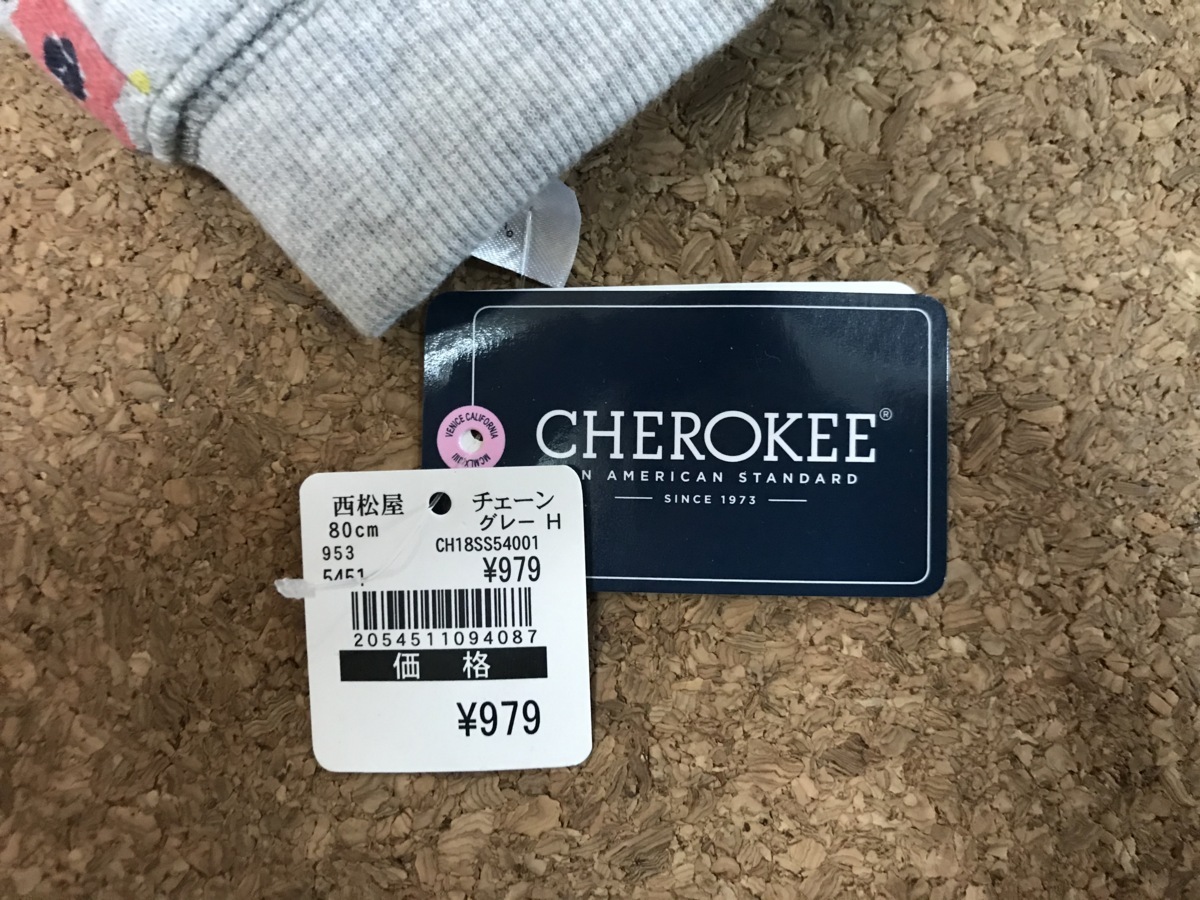 VENICE CALIFORNIA
CHEROKEE®
N AMERICAN STANDARD
SINCE 1973
西松屋 チェーン
80cm グレー H
953 CH18SS54001
5451 ¥979
2054511094087
価 格
¥979